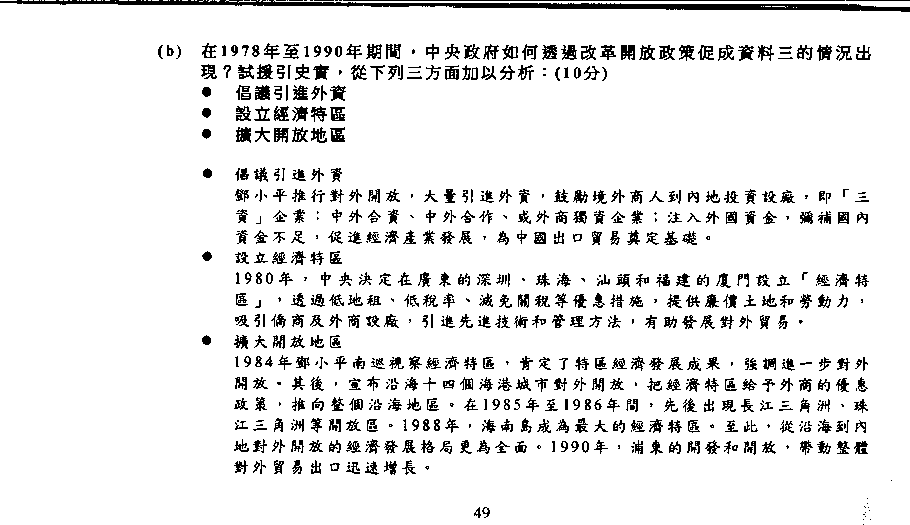 (b) 在1978年至1990年期間，中央政府如何透過改革開放政策促成資料三的情況出
現？試援引史實，從下列三方面加以分析：(10分)
● 倡議引進外資
● 設立經濟特區
● 擴大開放地區
● 倡議引進外資
鄧小平推行對外開放，大量引進外資，鼓勵境外商人到內地投資設廠，即「三
資」企業；中外合資、中外合作、或外商獨資企業；注入外國資金，彌補國內
資金不足，促進經濟產業發展，為中國出口貿易奠定基礎。
● 設立經濟特區
1980年，中央決定在廣東的深圳、珠海、汕頭和福建的廈門設立「經濟特
區」，透過低地租、低稅率、減免關稅等優惠措施，提供廉價土地和勞動力，
吸引僑商及外商設廠，引進先進技術和管理方法，有助發展對外貿易。
● 擴大開放地區
1984年鄧小平南巡視察經濟特區，肯定了特區經濟發展成果，強調進一步對外
開放。其後，宣布沿海十四個海港城市對外開放，把經濟特區給予外商的優惠
政策，推向整個沿海地區。在1985年至1986年間，先後出現長江三角洲、珠
江三角洲等開放區。1988年，海南島成為最大的經濟特區。至此，從沿海到內
地對外開放的經濟發展格局更為全面。1990年，浦東的開發和開放，帶動整體
對外貿易出口迅速增長。
49